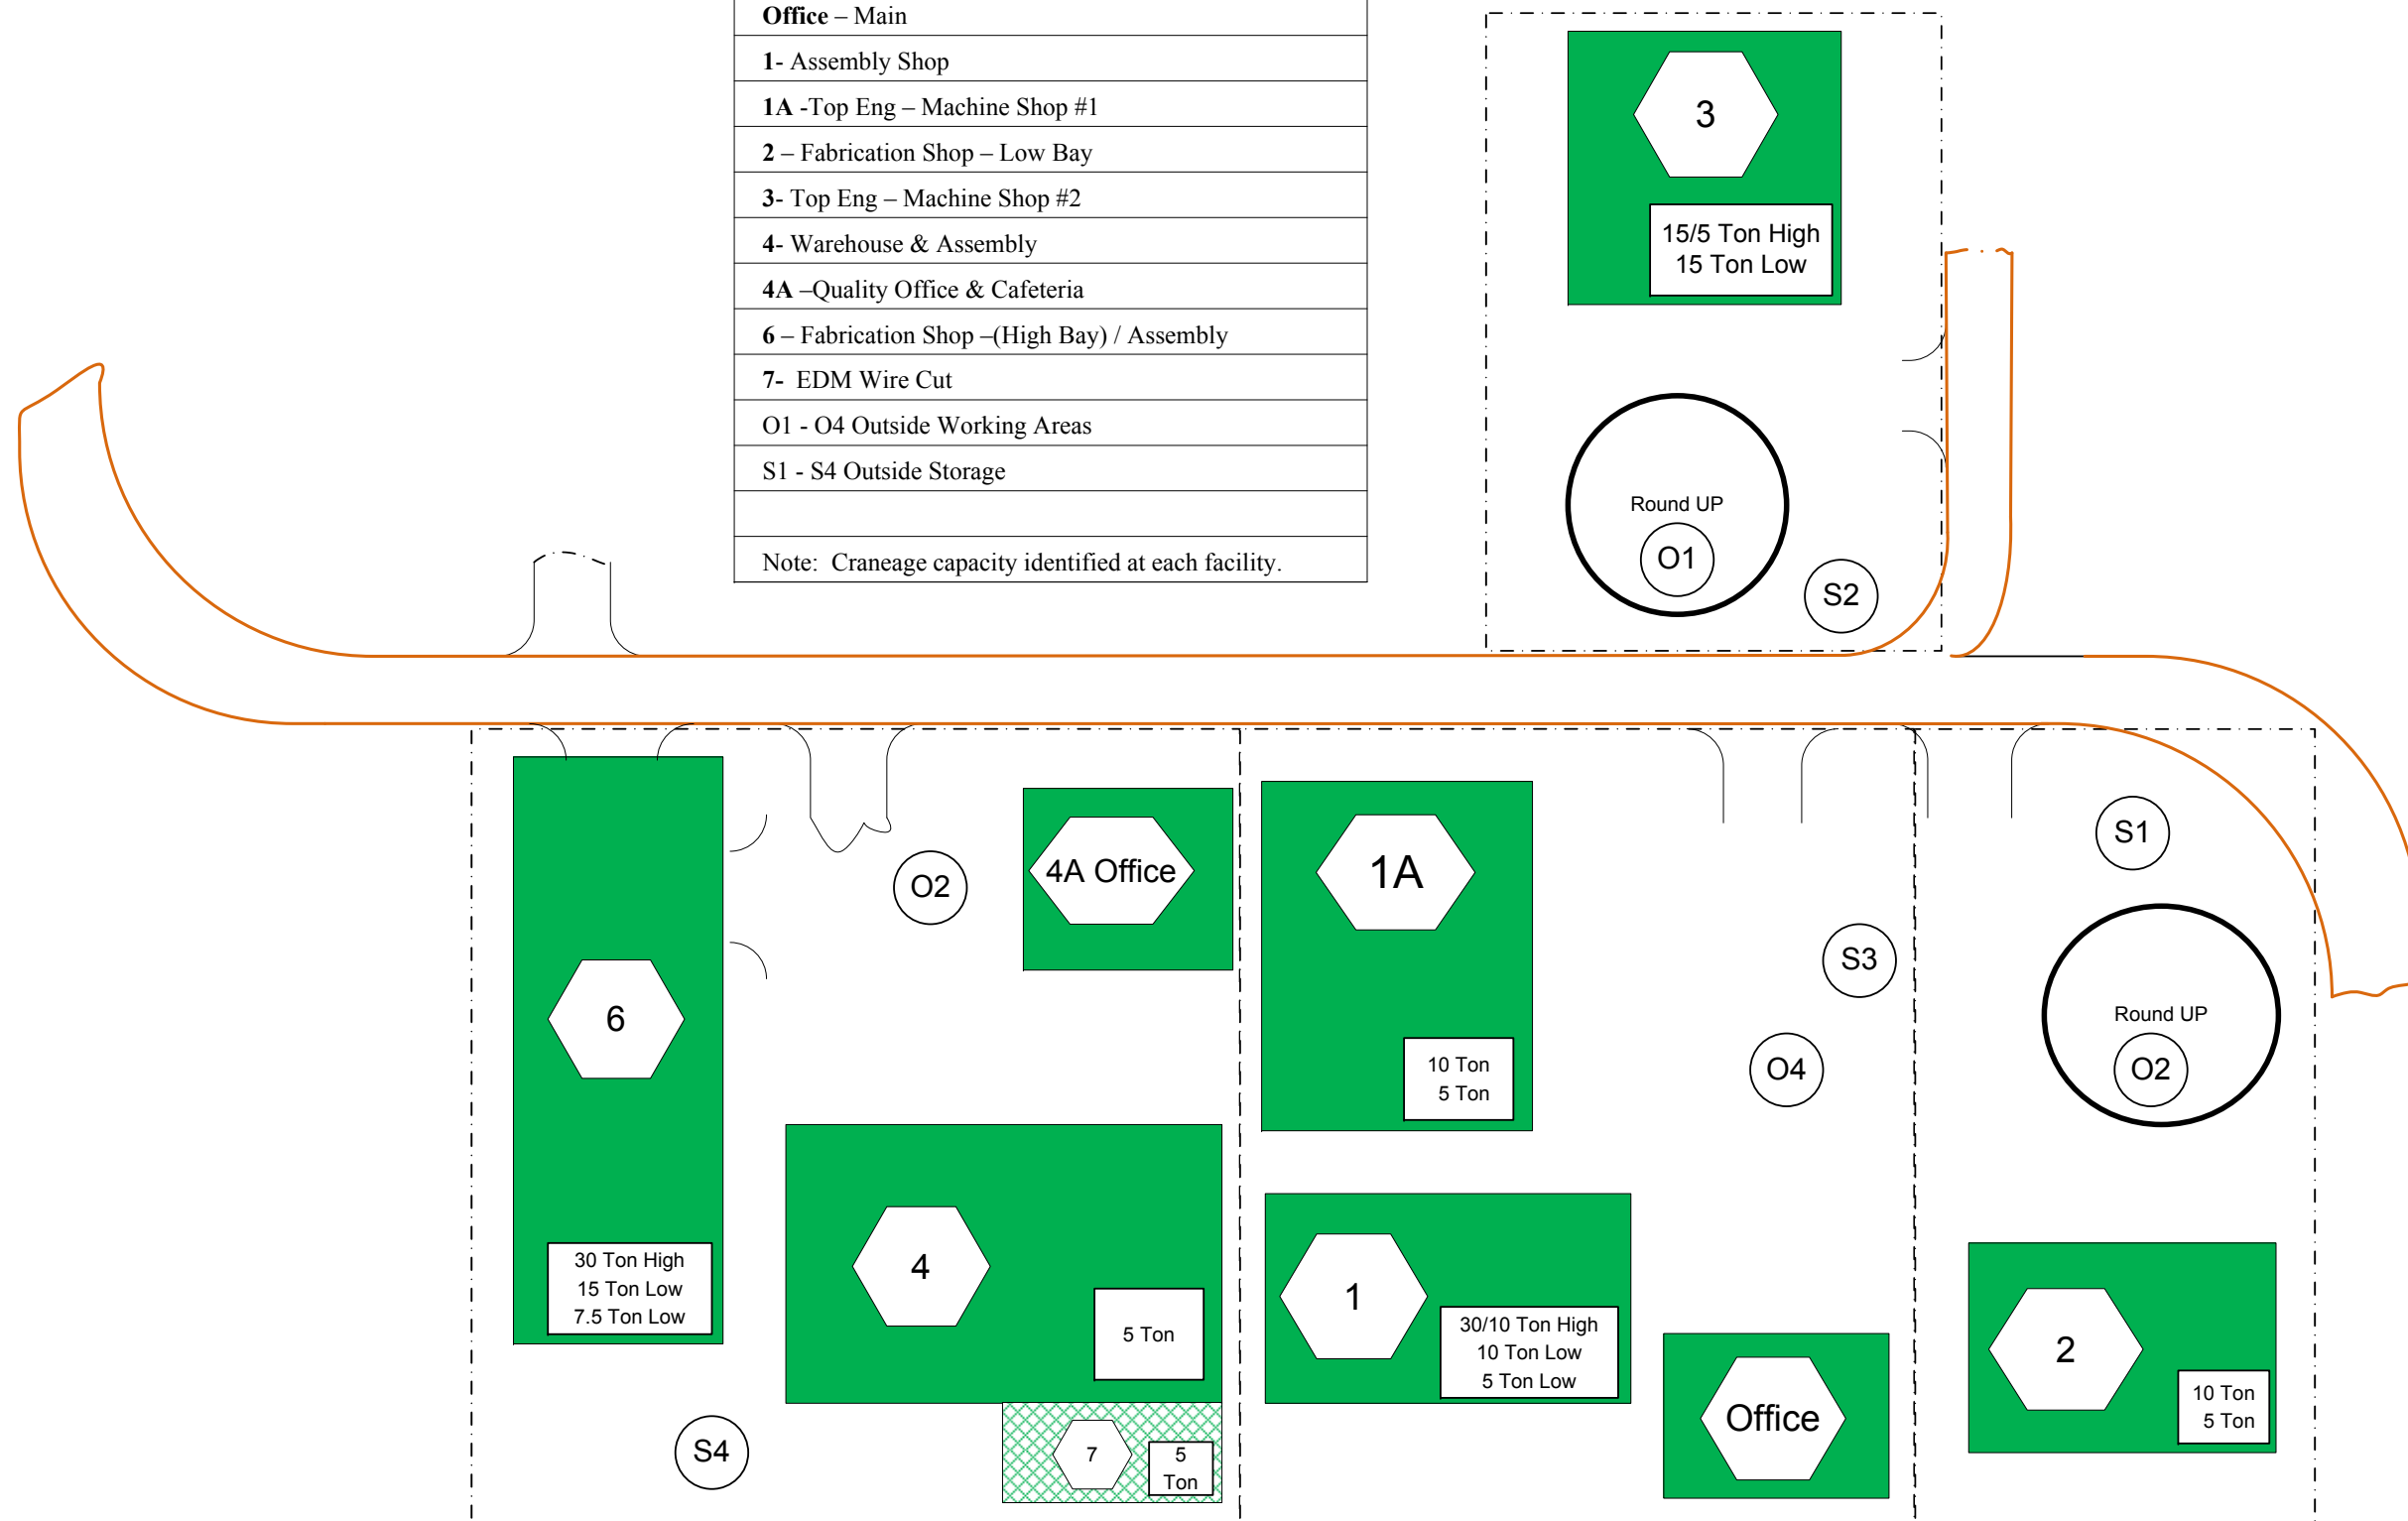 Office – Main
1- Assembly Shop
1A -Top Eng – Machine Shop #1
2 – Fabrication Shop – Low Bay
3- Top Eng – Machine Shop #2
4- Warehouse & Assembly
4A –Quality Office & Cafeteria
6 – Fabrication Shop –(High Bay) / Assembly
7- EDM Wire Cut
O1 - O4 Outside Working Areas
S1 - S4 Outside Storage
Note: Craneage capacity identified at each facility.
3
15/5 Ton High
15 Ton Low
Round UP
O1
S2
6
30 Ton High
15 Ton Low
7.5 Ton Low
O2
4A Office
4
5 Ton
7
5
Ton
S4
1A
10 Ton
5 Ton
1
30/10 Ton High
10 Ton Low
5 Ton Low
S3
O4
Office
S1
Round UP
O2
2
10 Ton
5 Ton